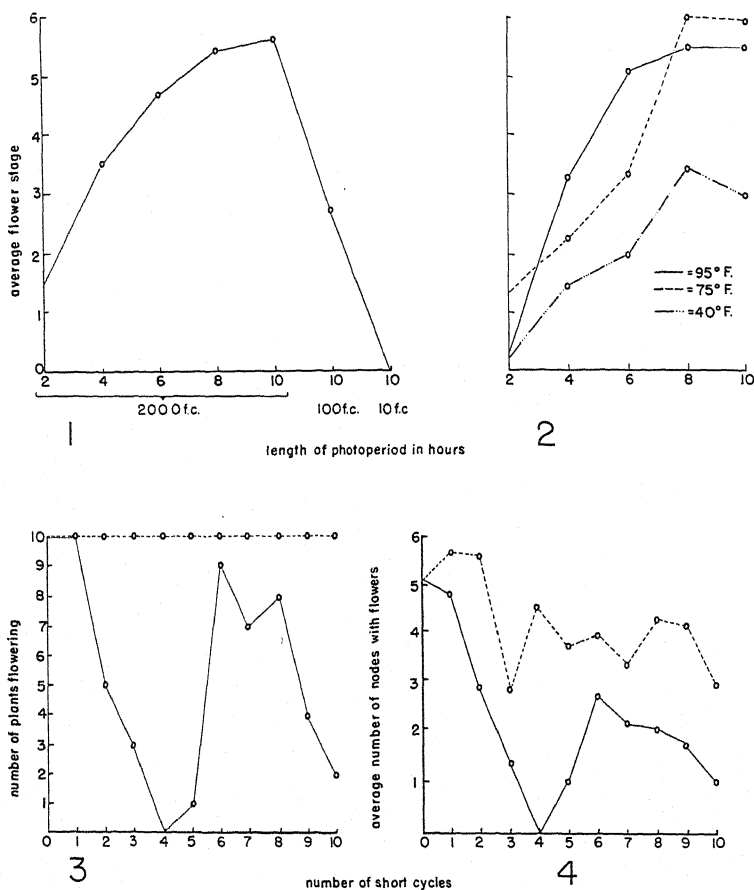 average flower stage
6
5
4
3
2
1
0
2 4 6 8 10 10 10
2000 f.c. 100 f.c. 10 f.c
1
=95° F.
=75° F.
=40° F.
2 4 6 8 10
2
length of photoperiod in hours
number of plants flowering
10
9
8
7
6
5
4
3
2
1
0 1 2 3 4 5 6 7 8 9 10
3
average number of nodes with flowers
6
5
4
3
2
1
0 1 2 3 4 5 6 7 8 9 10
4
number of short cycles